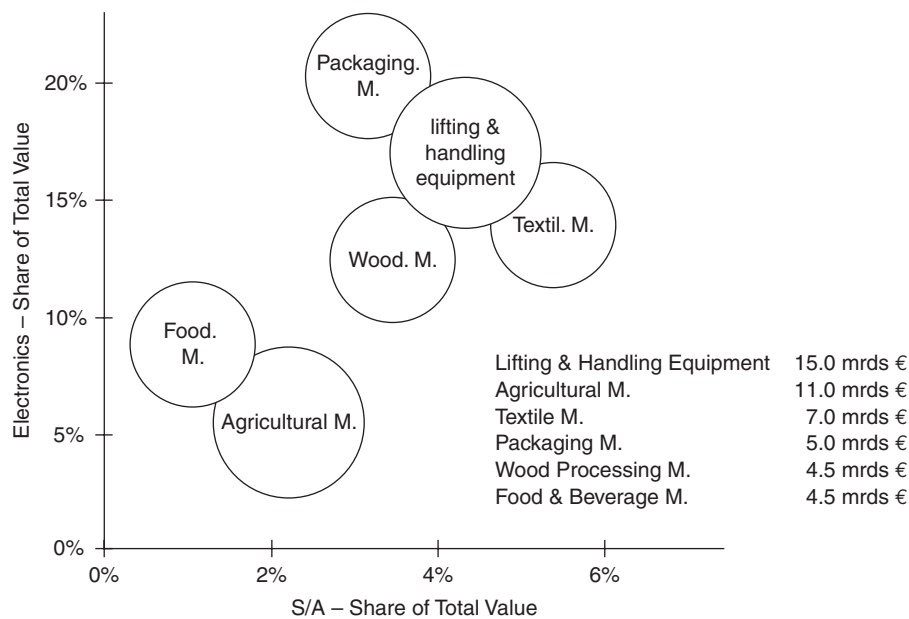 Electronics – Share of Total Value
20%
15%
10%
5%
0%
Packaging.
M.
lifting &
handling
equipment
Textil. M.
Wood. M.
Food.
M.
Agricultural M.
Lifting & Handling Equipment 15.0 mrds €
Agricultural M. 11.0 mrds €
Textile M. 7.0 mrds €
Packaging M. 5.0 mrds €
Wood Processing M. 4.5 mrds €
Food & Beverage M. 4.5 mrds €
0% 2% 4% 6%
S/A – Share of Total Value